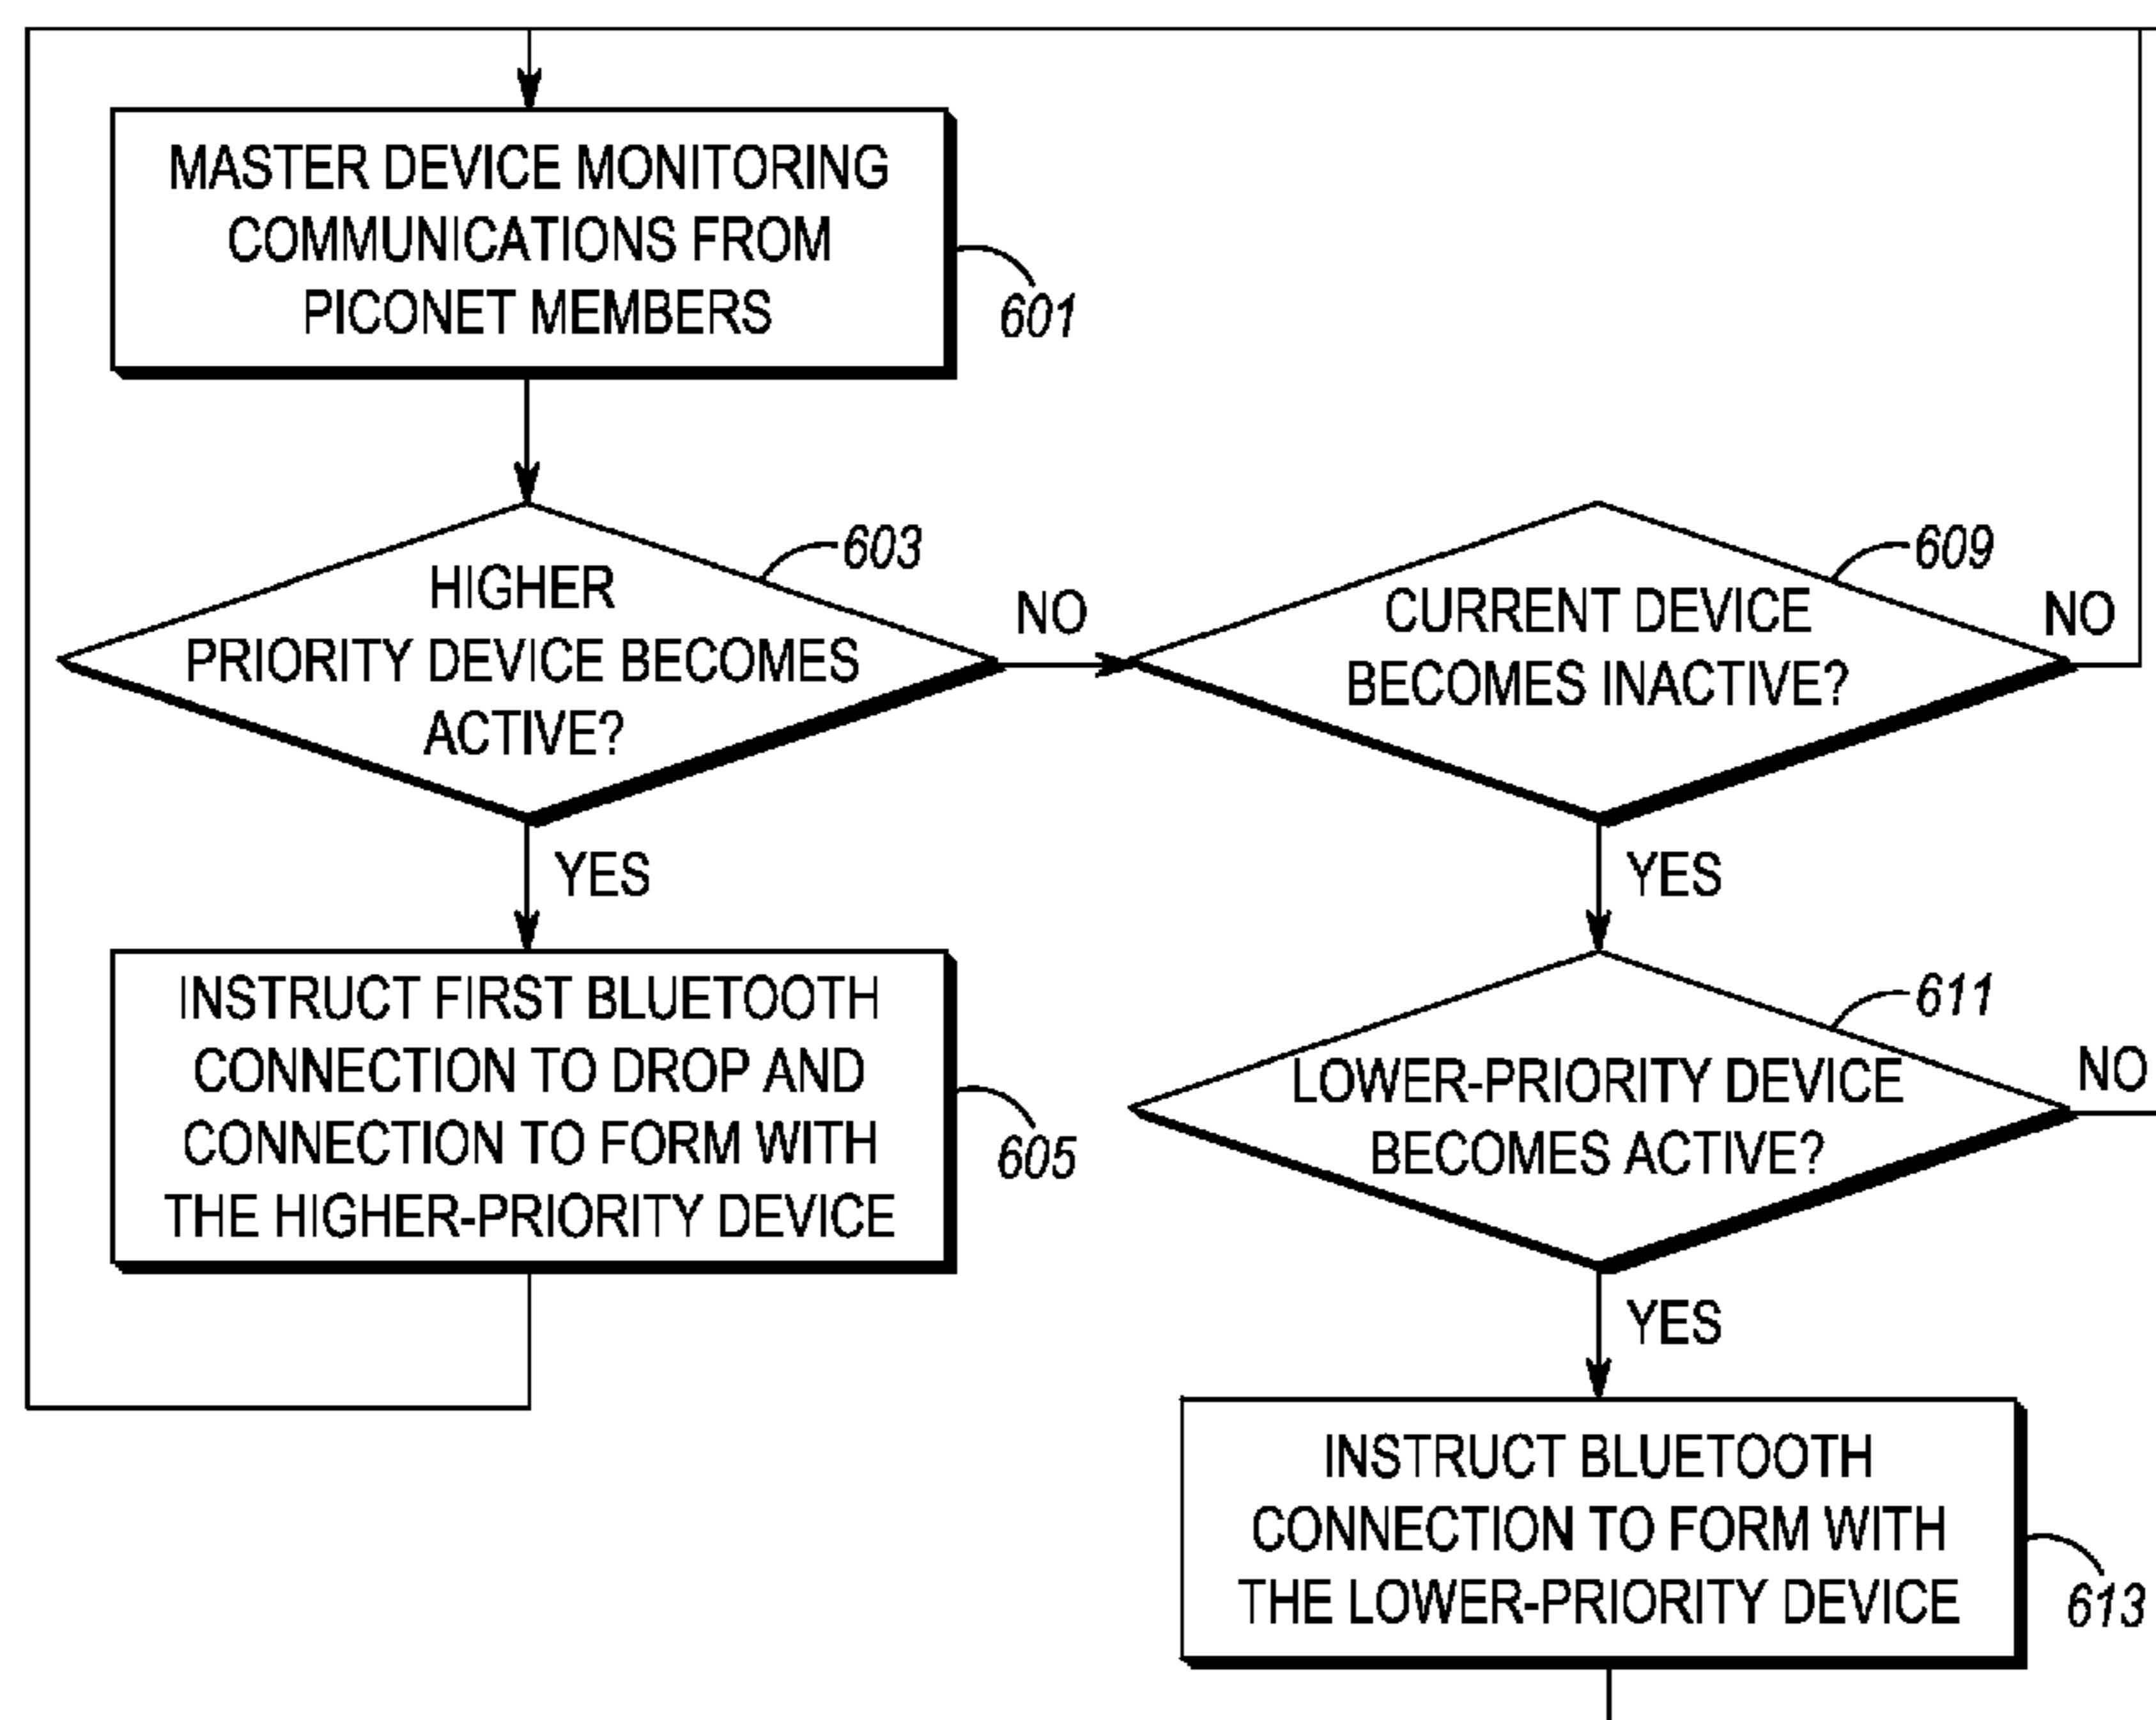 MASTER DEVICE MONITORING
COMMUNICATIONS FROM
PICONET MEMBERS
601
HIGHER
PRIORITY DEVICE BECOMES
ACTIVE?
603
NO
CURRENT DEVICE
BECOMES INACTIVE?
609
NO
YES
YES
INSTRUCT FIRST BLUETOOTH
CONNECTION TO DROP AND
CONNECTION TO FORM WITH
THE HIGHER-PRIORITY DEVICE
605
LOWER-PRIORITY DEVICE
BECOMES ACTIVE?
611
NO
YES
INSTRUCT BLUETOOTH
CONNECTION TO FORM WITH
THE LOWER-PRIORITY DEVICE
613